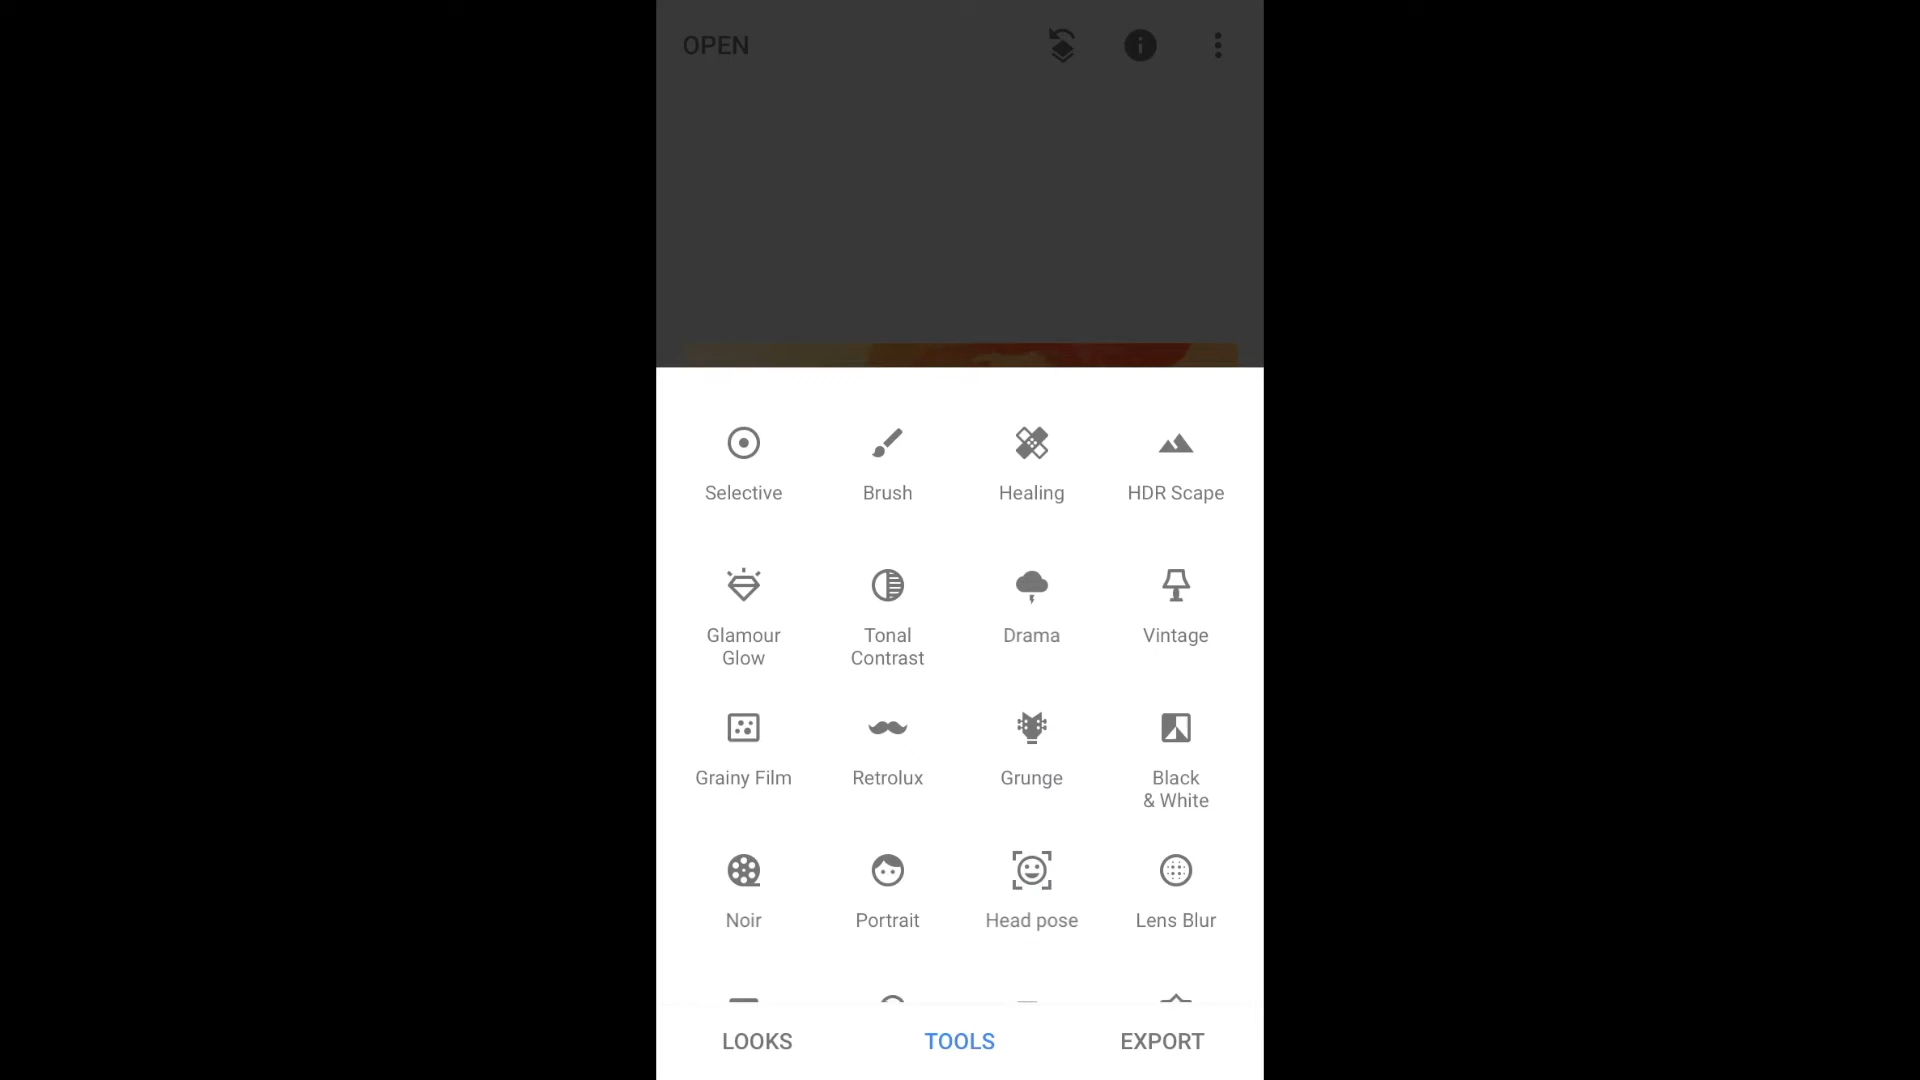 OPEN
Selective
Brush
Healing
HDR Scape
Glamour
Glow
Tonal
Contrast
Drama
Vintage
Grainy Film
Retrolux
Grunge
Black
& White
Noir
Portrait
Head pose
Lens Blur
LOOKS
TOOLS
EXPORT